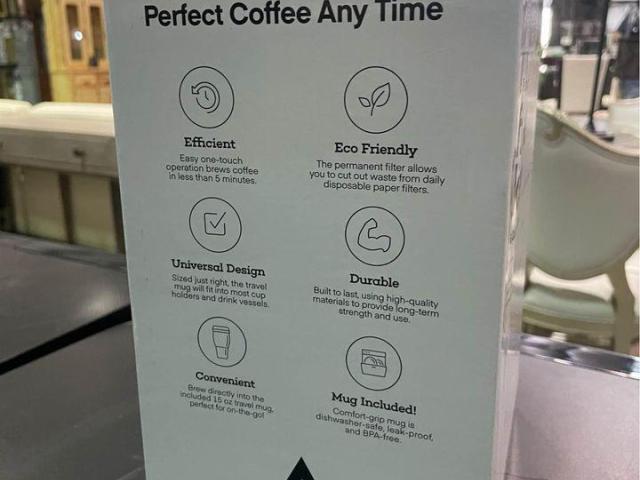 Perfect Coffee Any Time
Efficient
Easy one-touch
operation brews coffee
in less than 5 minutes.
Eco Friendly
The permanent filter allows
you to cut out waste from daily
disposable paper filters.
Universal Design
Sized just right, the travel
mug will fit into most cup
holders and drink vessels.
Durable
Built to last, using high-quality
materials to provide long-term
strength and use.
Convenient
Brew directly into the
included 15 oz travel mug,
perfect for on-the-go!
Mug Included!
Comfort-grip mug is
dishwasher-safe, leak-proof,
and BPA-free.